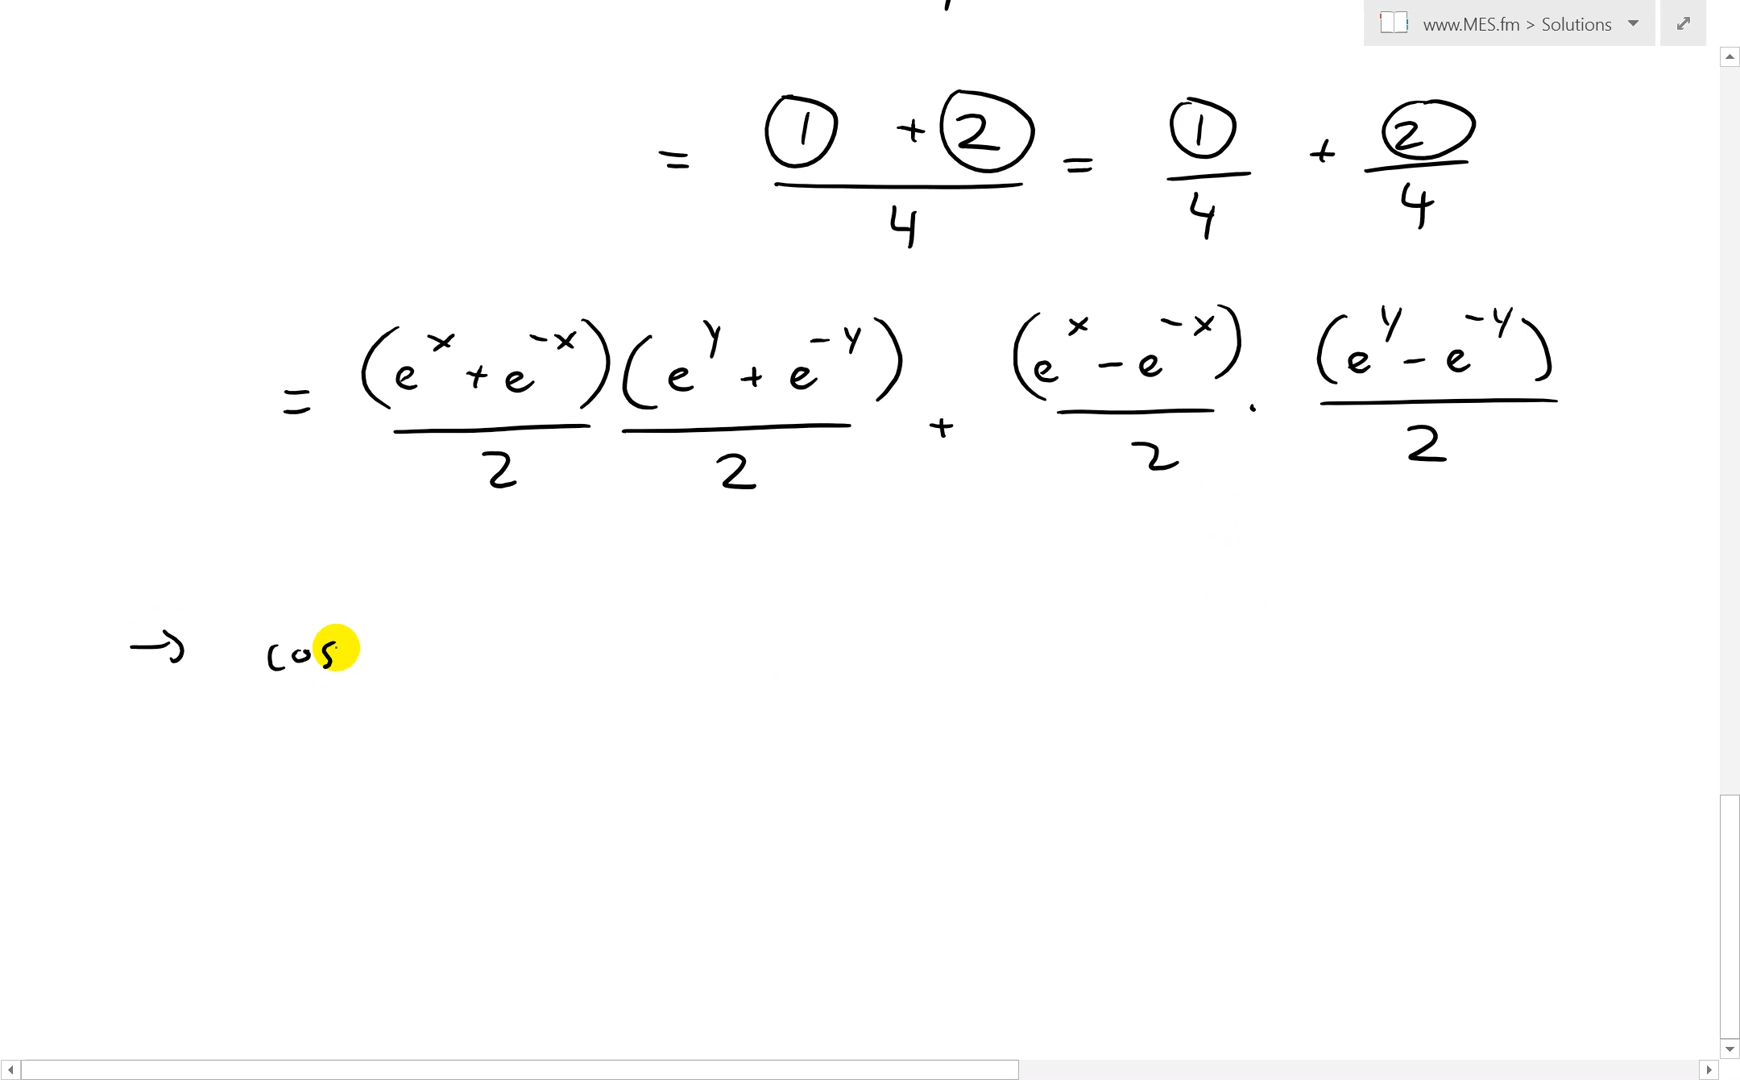 www.MES.fm > Solutions
= (① + ②)/4 = ①/4 + ②/4
= (e^x + e^-x)/2 (e^y + e^-y)/2 + (e^x - e^-x)/2 · (e^y - e^-y)/2
→ cos